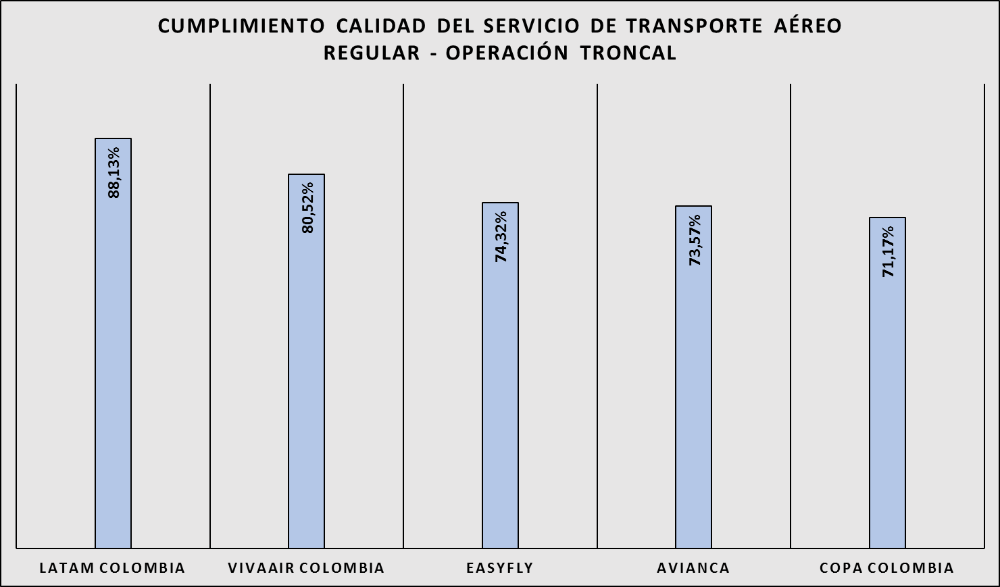 CUMPLIMIENTO CALIDAD DEL SERVICIO DE TRANSPORTE AÉREO
REGULAR - OPERACIÓN TRONCAL
88,13%
80,52%
74,32%
73,57%
71,17%
LATAM COLOMBIA
VIVAAIR COLOMBIA
EASYFLY
AVIANCA
COPA COLOMBIA